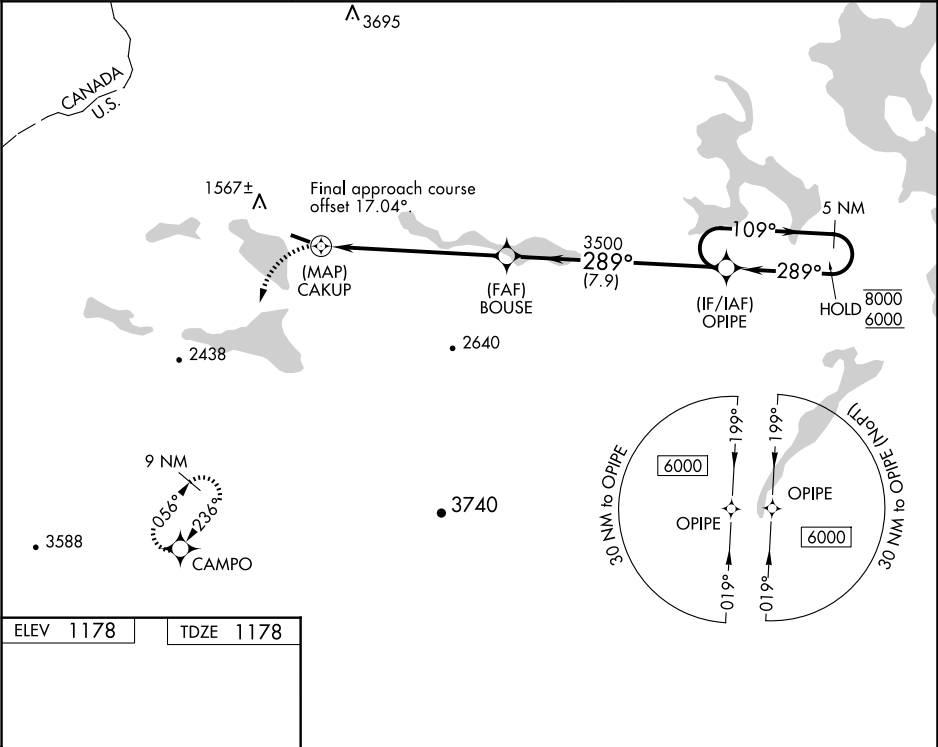 3695
CANADA
U.S.
1567±
Final approach course
offset 17.04°.
(MAP)
CAKUP
(FAF)
BOUSE
3500
289°
(7.9)
109°
5 NM
289°
(IF/IAF)
OPIPE
HOLD
8000
6000
2438
2640
9 NM
056°
236°
CAMPO
3588
3740
30 NM to OPIPE
6000
199°
OPIPE
019°
199°
OPIPE
6000
019°
30 NM to OPIPE (NoPT)
ELEV 1178
TDZE 1178